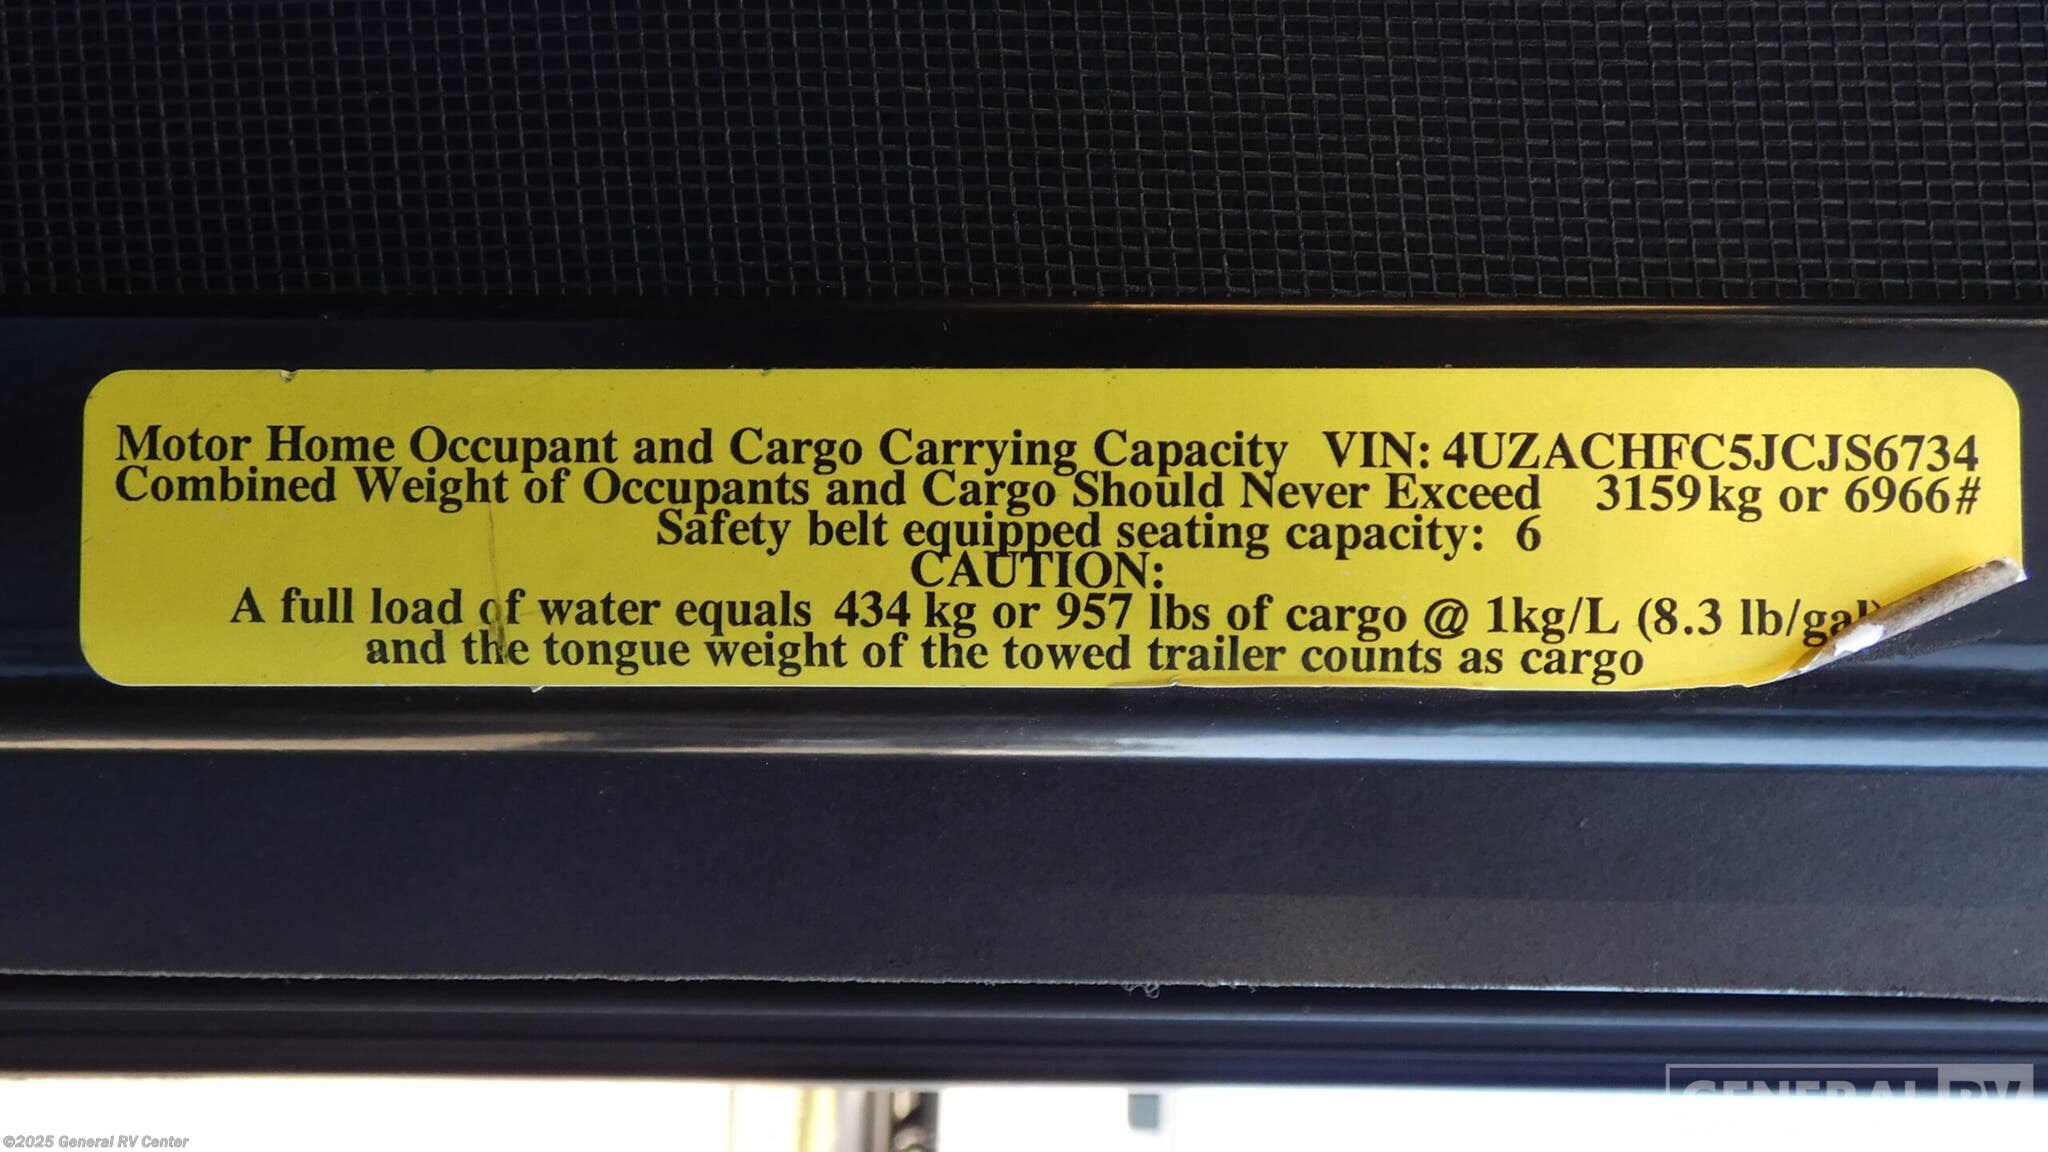 Motor Home Occupant and Cargo Carrying Capacity VIN: 4UZACHFC5JCJS6734
Combined Weight of Occupants and Cargo Should Never Exceed 3159 kg or 6966#
Safety belt equipped seating capacity: 6
CAUTION:
A full load of water equals 434 kg or 957 lbs of cargo @ 1kg/L (8.3 lb/gal)
and the tongue weight of the towed trailer counts as cargo
GENERAL RV
©2025 General RV Center